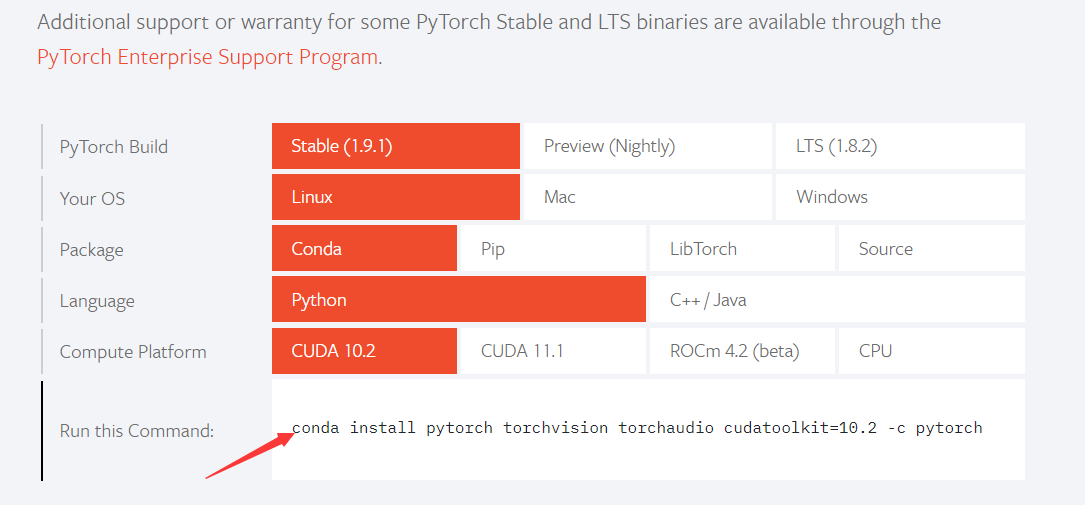 Additional support or warranty for some PyTorch Stable and LTS binaries are available through the
PyTorch Enterprise Support Program.
PyTorch Build Stable (1.9.1) Preview (Nightly) LTS (1.8.2)
Your OS Linux Mac Windows
Package Conda Pip LibTorch Source
Language Python C++ / Java
Compute Platform CUDA 10.2 CUDA 11.1 ROCm 4.2 (beta) CPU
Run this Command: conda install pytorch torchvision torchaudio cudatoolkit=10.2 -c pytorch